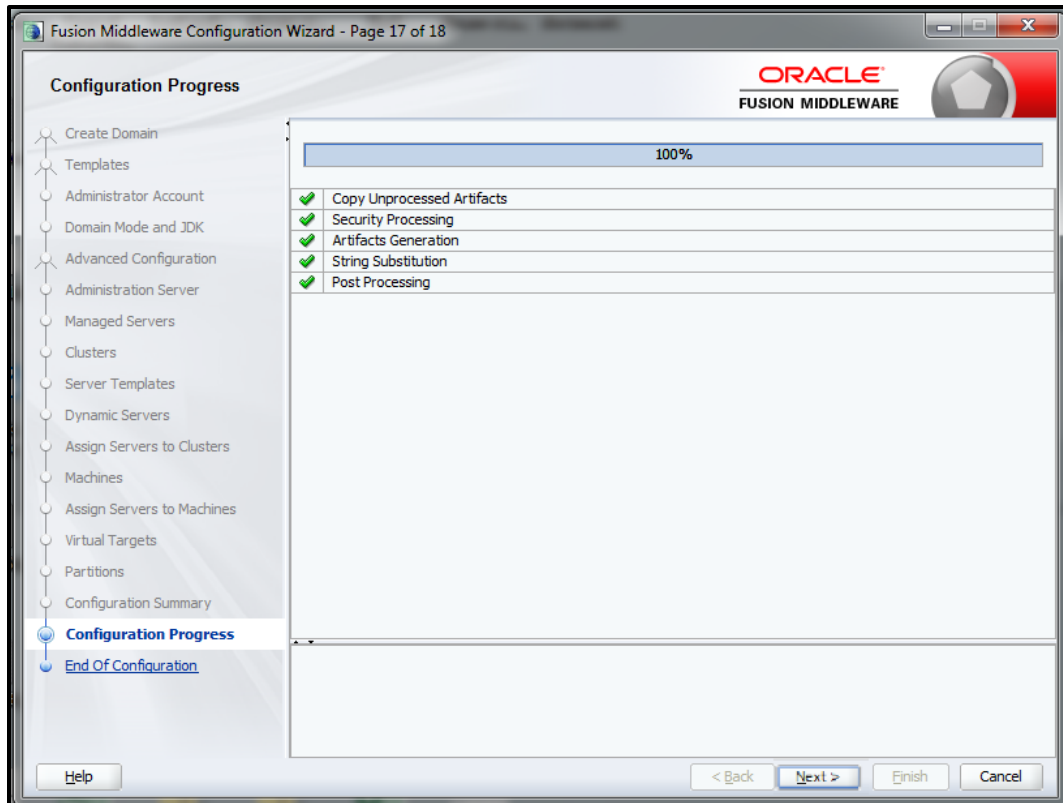 Fusion Middleware Configuration Wizard - Page 17 of 18
Configuration Progress
ORACLE
FUSION MIDDLEWARE
Create Domain
Templates
Administrator Account
Domain Mode and JDK
Advanced Configuration
Administration Server
Managed Servers
Clusters
Server Templates
Dynamic Servers
Assign Servers to Clusters
Machines
Assign Servers to Machines
Virtual Targets
Partitions
Configuration Summary
Configuration Progress
End Of Configuration
100%
Copy Unprocessed Artifacts
Security Processing
Artifacts Generation
String Substitution
Post Processing
Help
< Back
Next >
Finish
Cancel